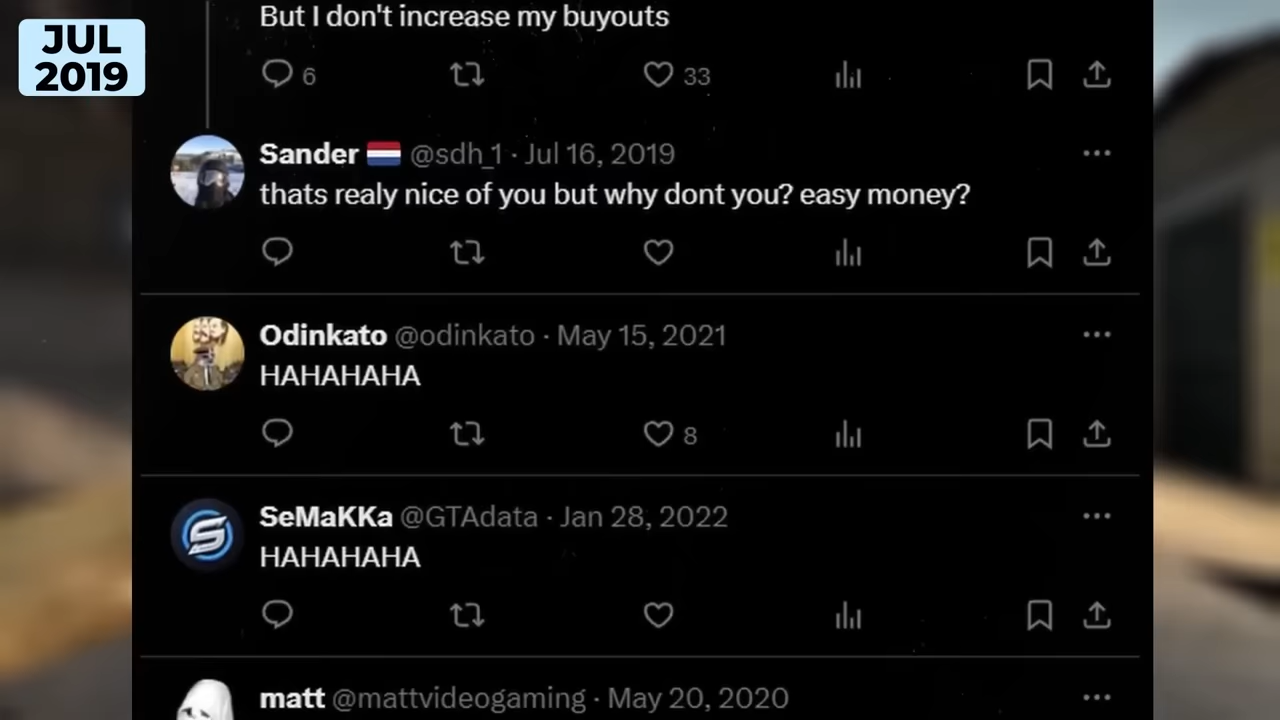 JUL
2019
But I don't increase my buyouts
6
33
Sander @sdh_1 · Jul 16, 2019
thats realy nice of you but why dont you? easy money?
Odinkato @odinkato · May 15, 2021
HAHAHAHA
8
SeMaKKa @GTAdata · Jan 28, 2022
HAHAHAHA
matt @mattvideogaming · May 20, 2020